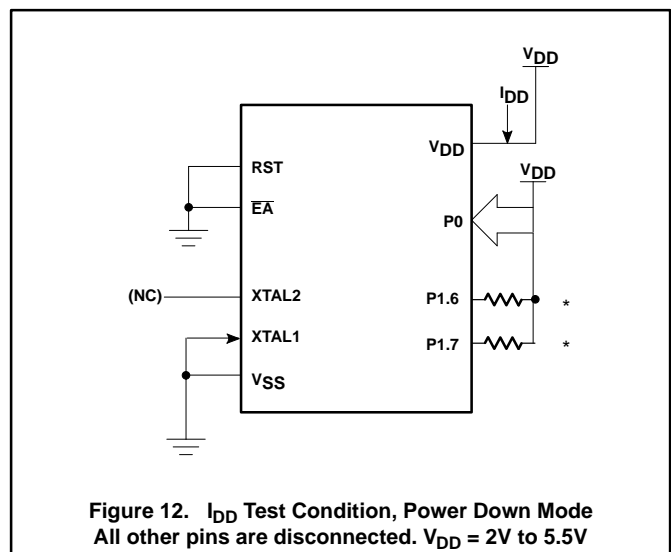 VDD
IDD
VDD
VDD
RST
EA
P0
(NC)
XTAL2
P1.6
*
XTAL1
P1.7
*
VSS
Figure 12. IDD Test Condition, Power Down Mode
All other pins are disconnected. VDD = 2V to 5.5V